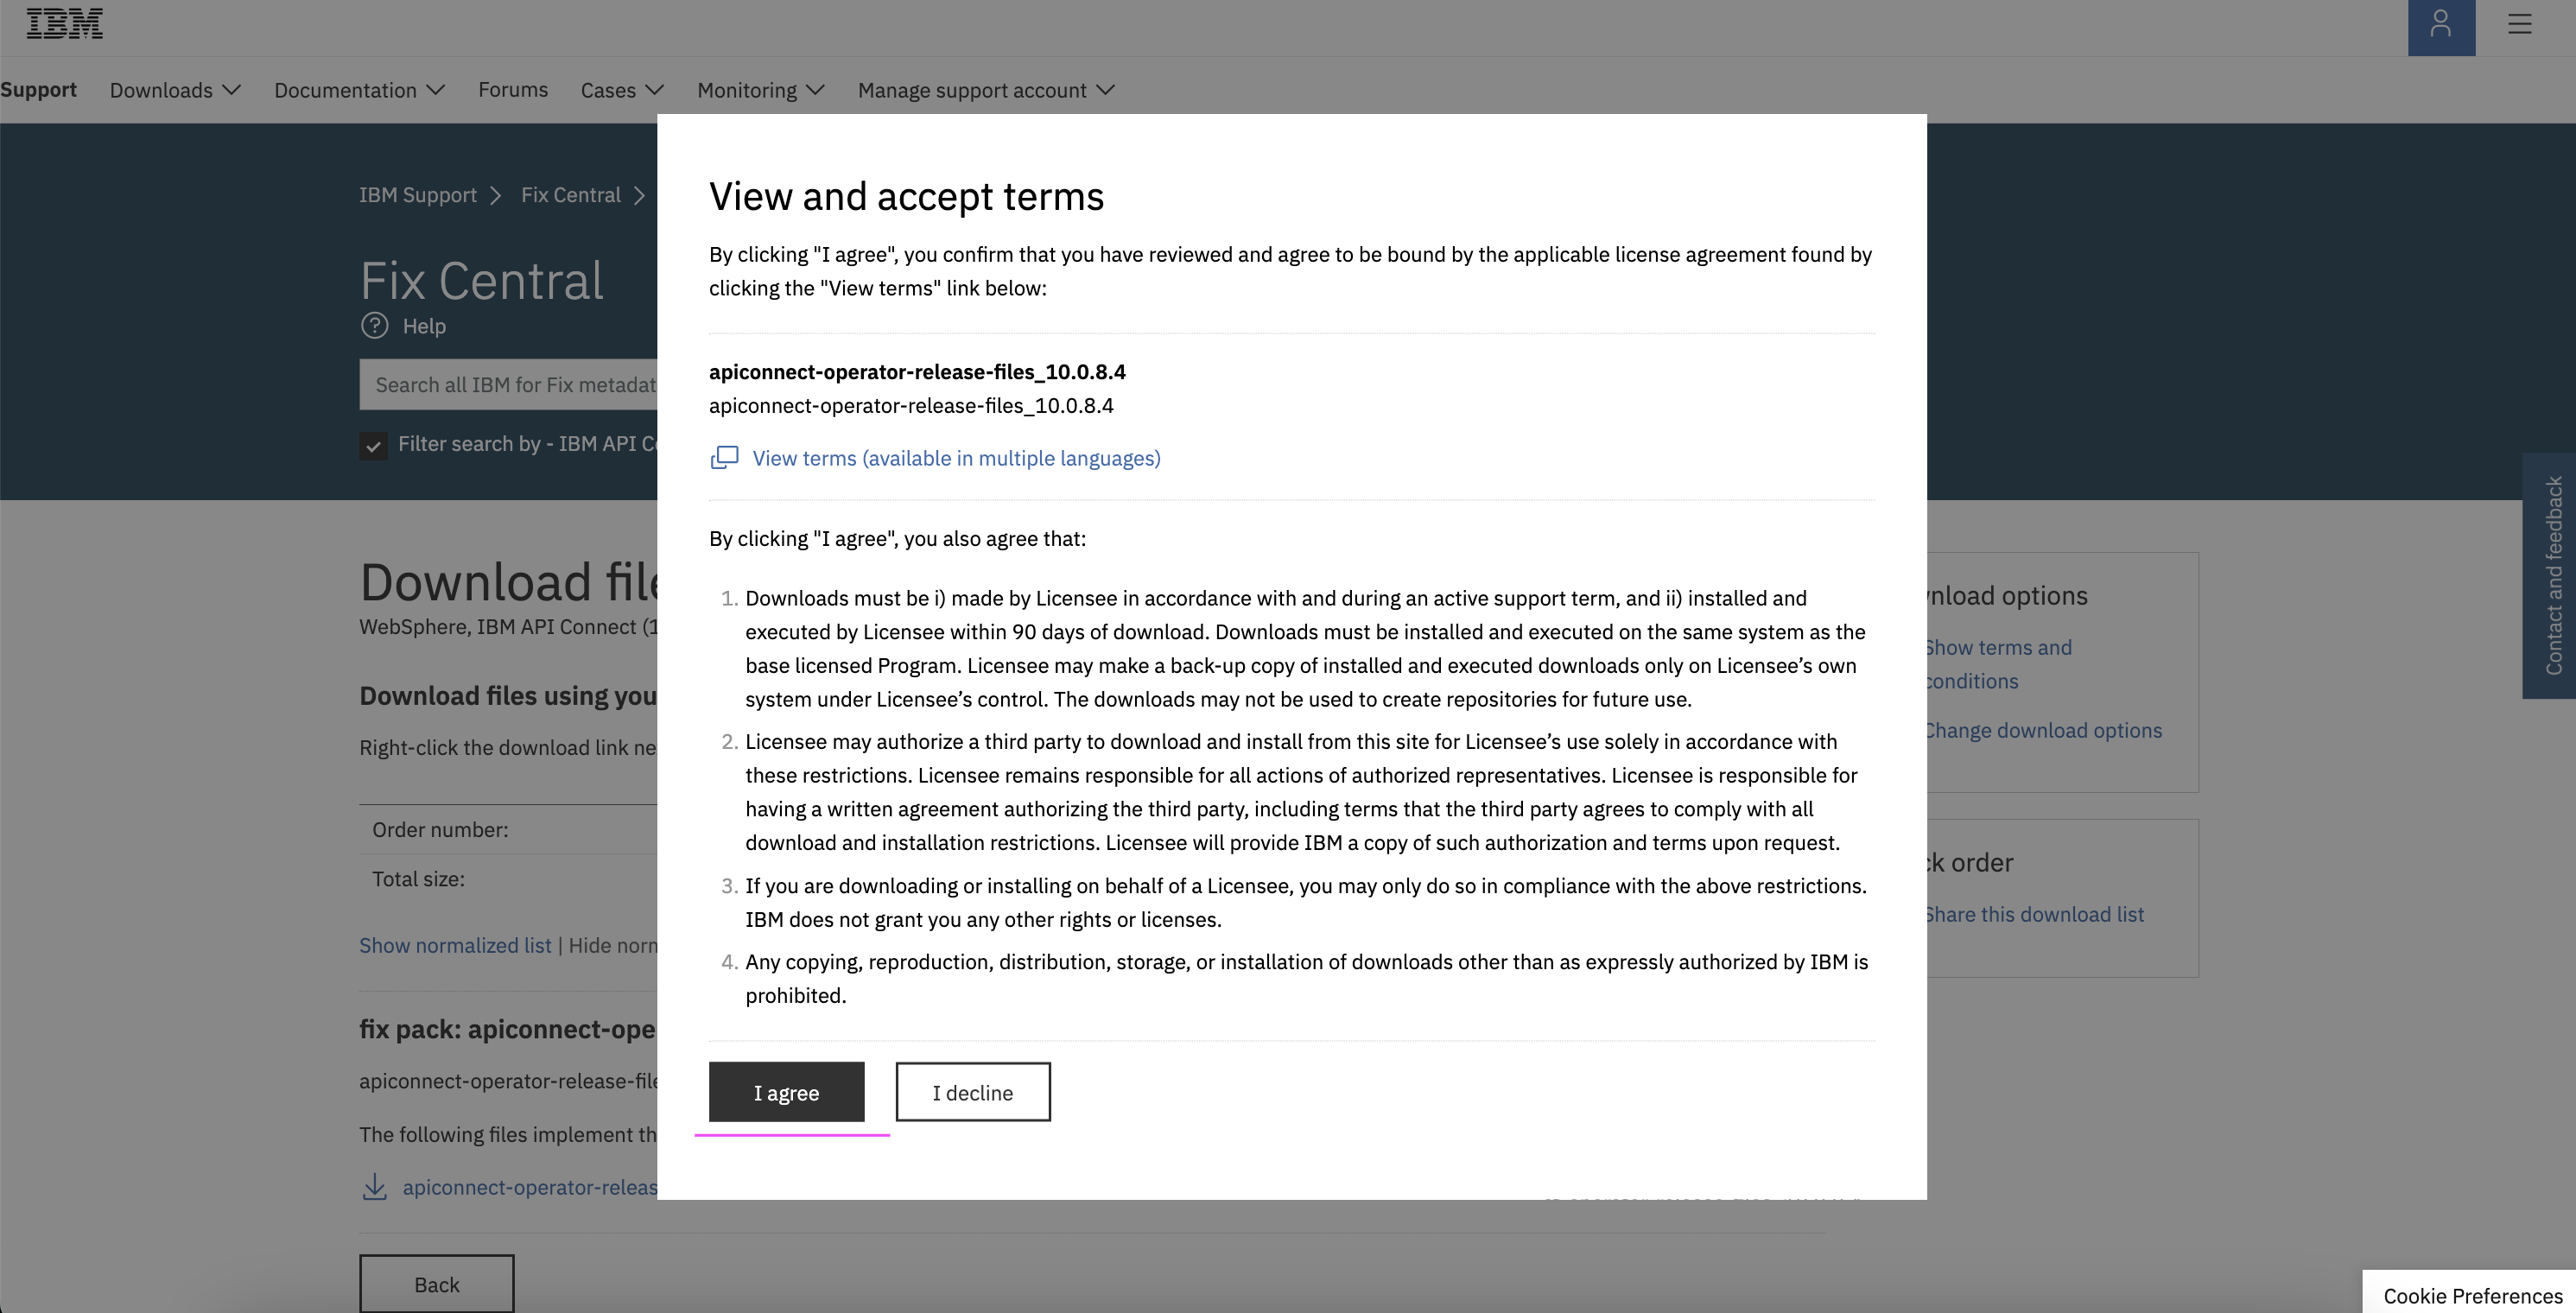 IBM
Support Downloads Documentation Forums Cases Monitoring Manage support account
IBM Support Fix Central
Fix Central
Help
Search all IBM for Fix metadat
Filter search by - IBM API C
View and accept terms
By clicking "I agree", you confirm that you have reviewed and agree to be bound by the applicable license agreement found by
clicking the "View terms" link below:
apiconnect-operator-release-files_10.0.8.4
apiconnect-operator-release-files_10.0.8.4
View terms (available in multiple languages)
By clicking "I agree", you also agree that:
1. Downloads must be i) made by Licensee in accordance with and during an active support term, and ii) installed and
executed by Licensee within 90 days of download. Downloads must be installed and executed on the same system as the
base licensed Program. Licensee may make a back-up copy of installed and executed downloads only on Licensee’s own
system under Licensee’s control. The downloads may not be used to create repositories for future use.
2. Licensee may authorize a third party to download and install from this site for Licensee’s use solely in accordance with
these restrictions. Licensee remains responsible for all actions of authorized representatives. Licensee is responsible for
having a written agreement authorizing the third party, including terms that the third party agrees to comply with all
download and installation restrictions. Licensee will provide IBM a copy of such authorization and terms upon request.
3. If you are downloading or installing on behalf of a Licensee, you may only do so in compliance with the above restrictions.
IBM does not grant you any other rights or licenses.
4. Any copying, reproduction, distribution, storage, or installation of downloads other than as expressly authorized by IBM is
prohibited.
I agree I decline
Download file
WebSphere, IBM API Connect (1
Download files using you
Right-click the download link ne
Order number:
Total size:
Show normalized list | Hide norm
fix pack: apiconnect-ope
apiconnect-operator-release-file
The following files implement th
apiconnect-operator-releas
Back
nload options
Show terms and
conditions
Change download options
ck order
Share this download list
Contact and feedback
Cookie Preferences